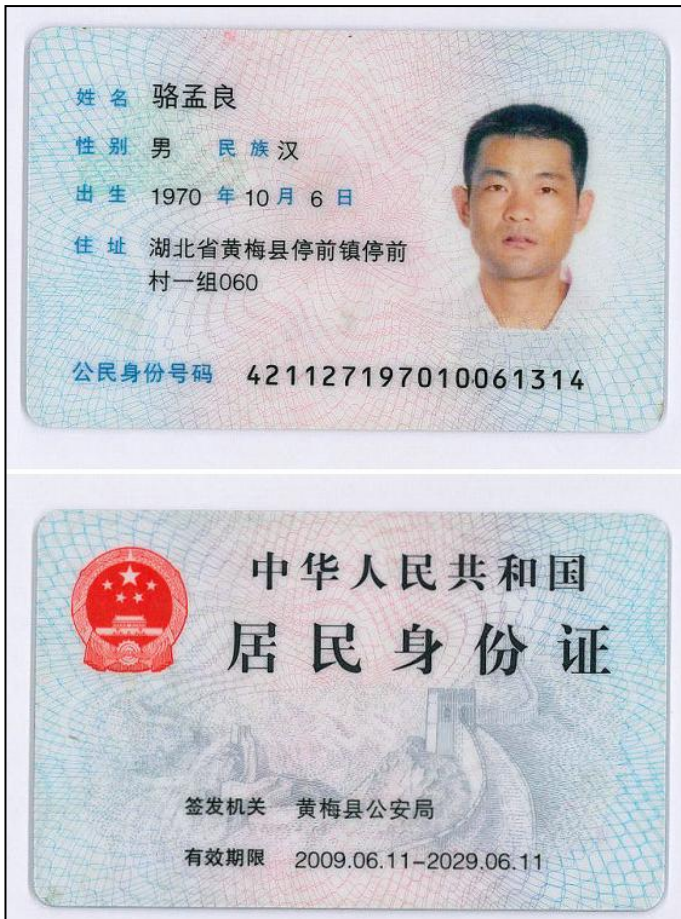 姓 名 骆孟良
性 别 男 民 族 汉
出 生 1970 年 10 月 6 日
住 址 湖北省黄梅县停前镇停前
村一组060
公民身份号码 421127197010061314
中华人民共和国
居民身份证
签发机关 黄梅县公安局
有效期限 2009.06.11-2029.06.11